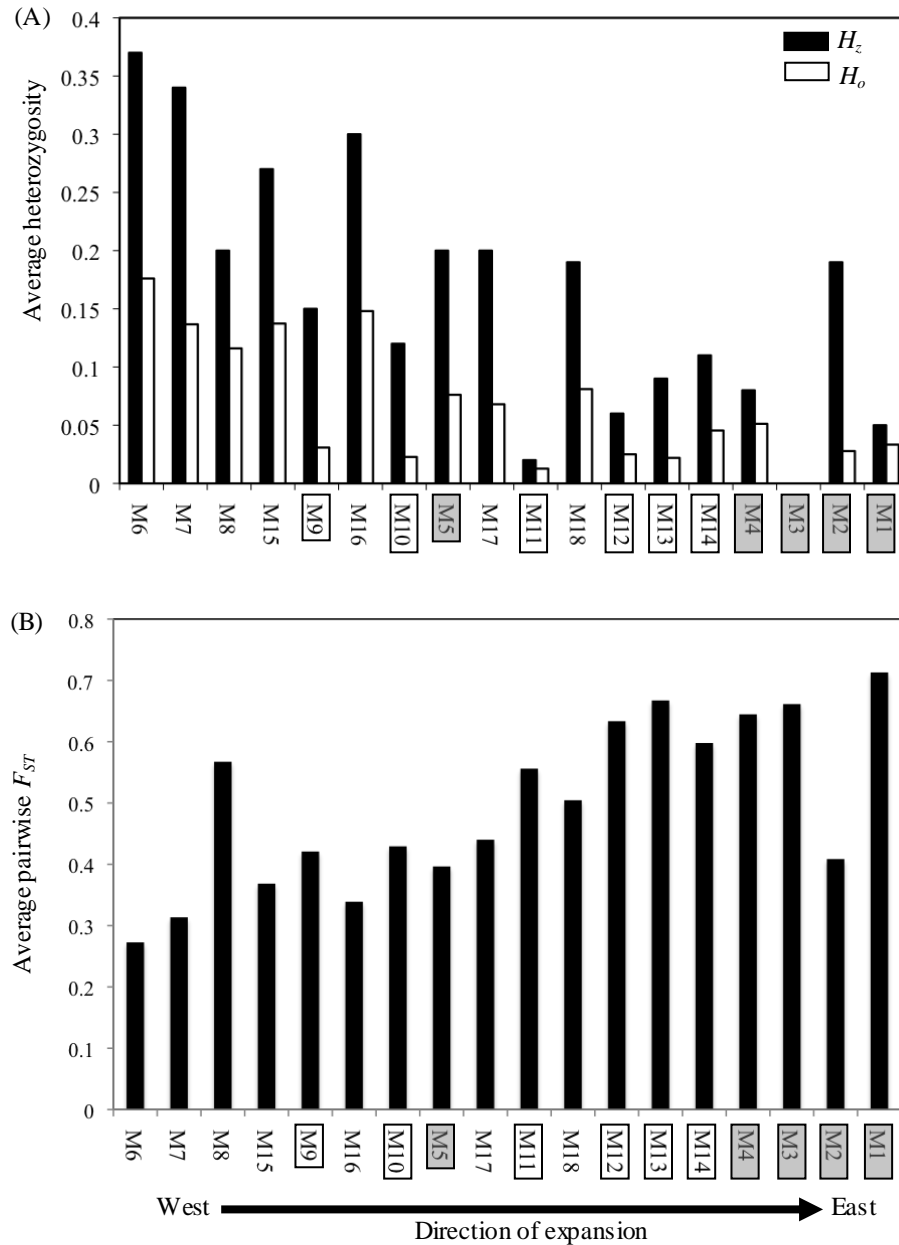 (A)
Average heterozygosity
0.4
0.35
0.3
0.25
0.2
0.15
0.1
0.05
0
Hz
Ho
M6 M7 M8 M15 M9 M16 M10 M5 M17 M11 M18 M12 M13 M14 M4 M3 M2 M1
(B)
Average pairwise FST
0.8
0.7
0.6
0.5
0.4
0.3
0.2
0.1
0
M6 M7 M8 M15 M9 M16 M10 M5 M17 M11 M18 M12 M13 M14 M4 M3 M2 M1
West East
Direction of expansion